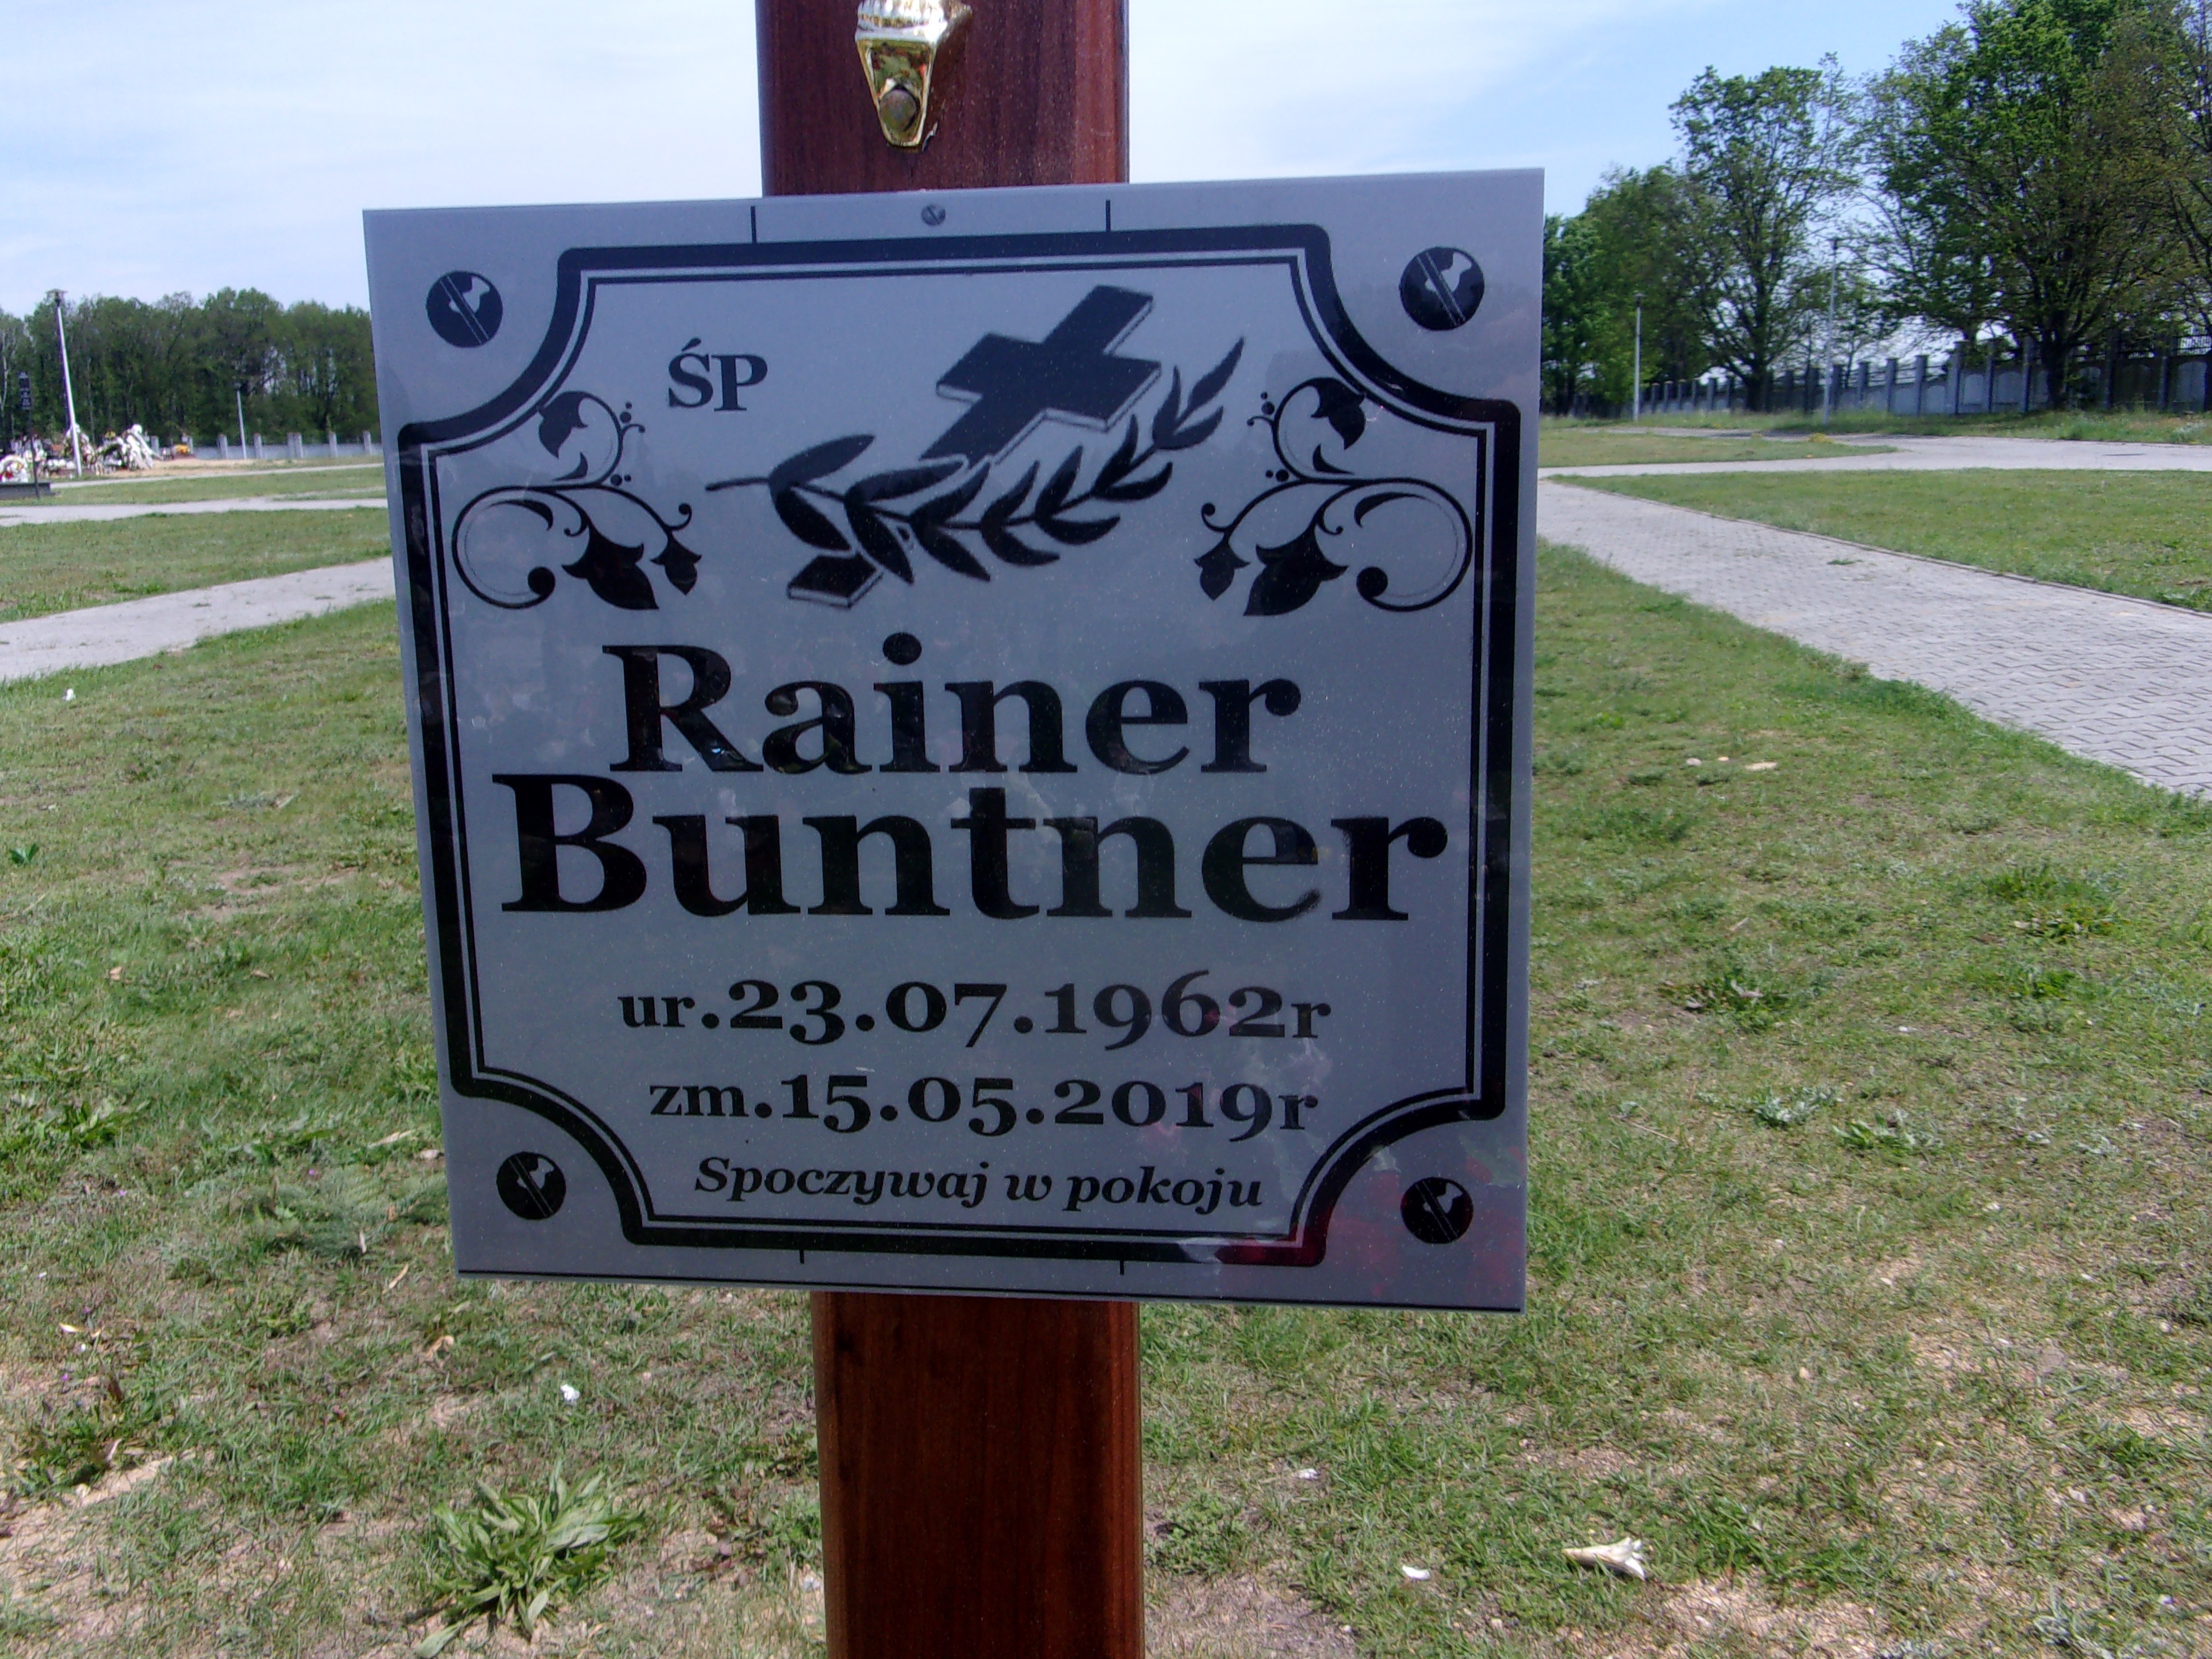 ŚP
Rainer
Buntner
ur.23.07.1962r
zm.15.05.2019r
Spoczywaj w pokoju